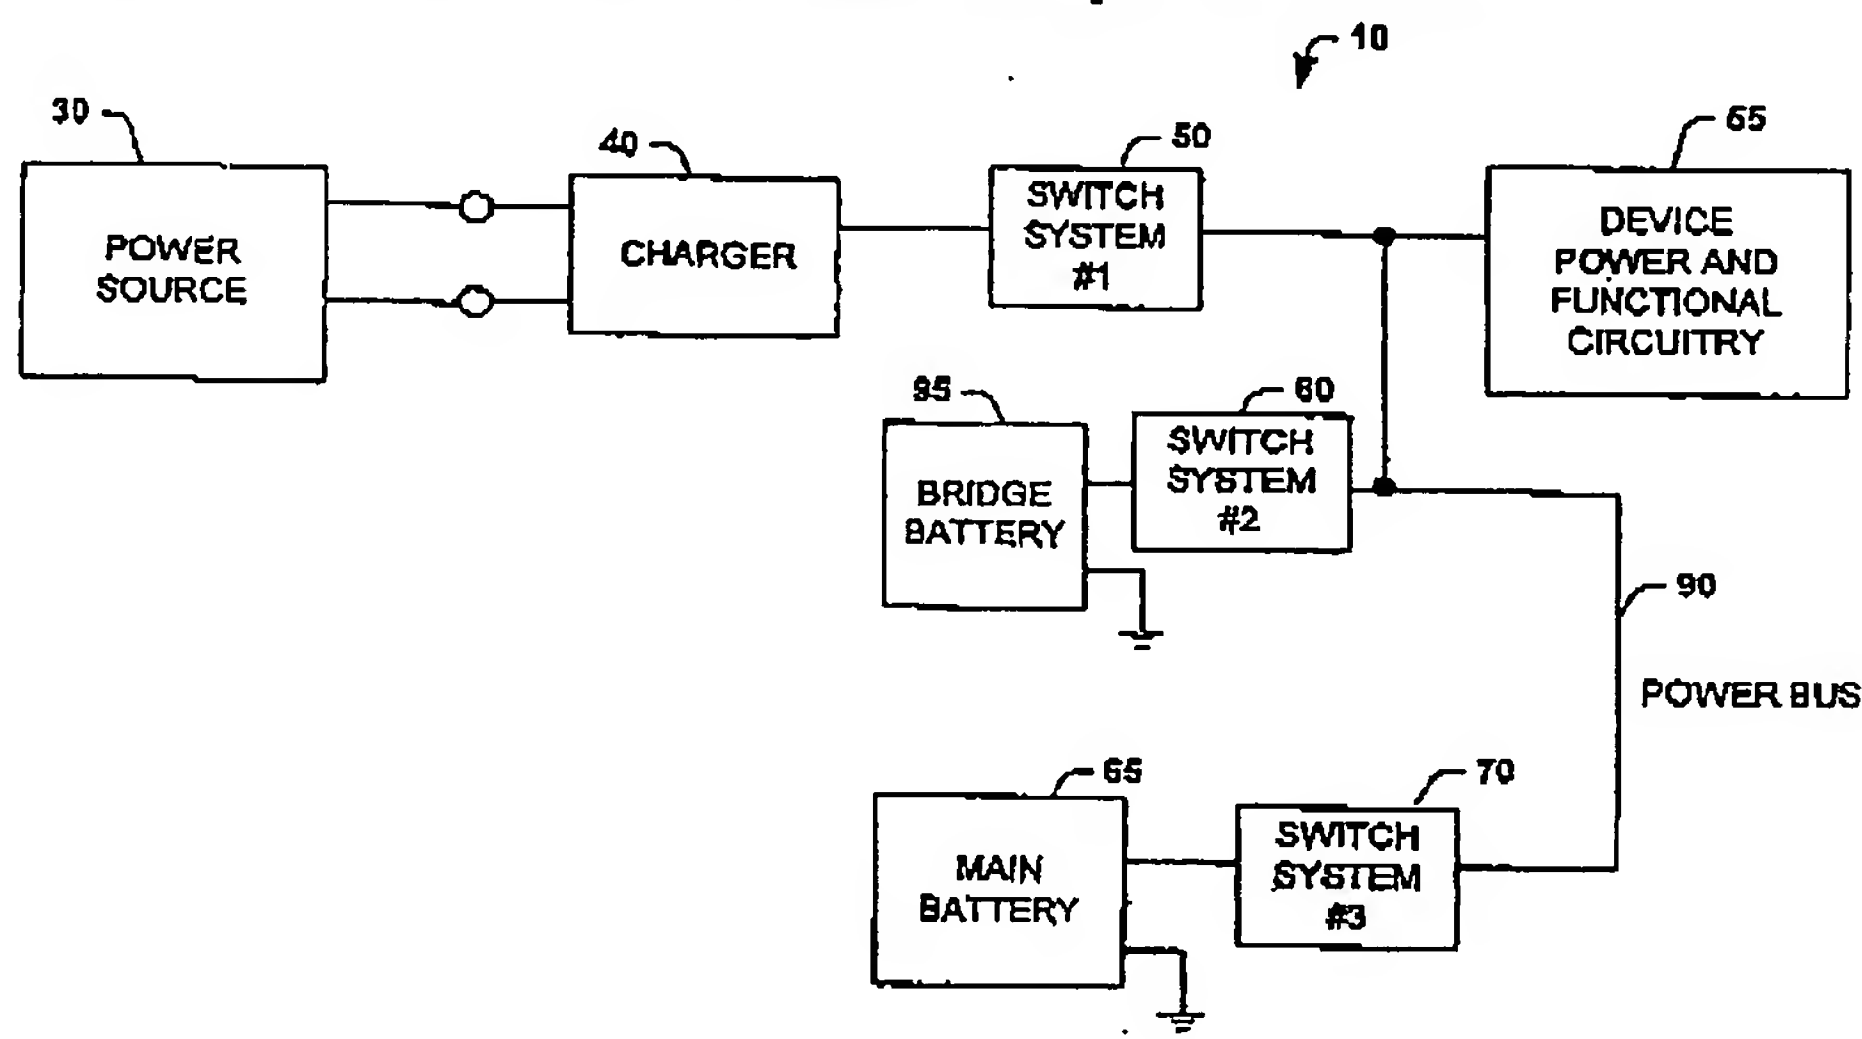 10
30
40
50
55
POWER
SOURCE
CHARGER
SWITCH
SYSTEM
#1
DEVICE
POWER AND
FUNCTIONAL
CIRCUITRY
95
60
BRIDGE
BATTERY
SWITCH
SYSTEM
#2
90
POWER BUS
65
70
MAIN
BATTERY
SWITCH
SYSTEM
#3